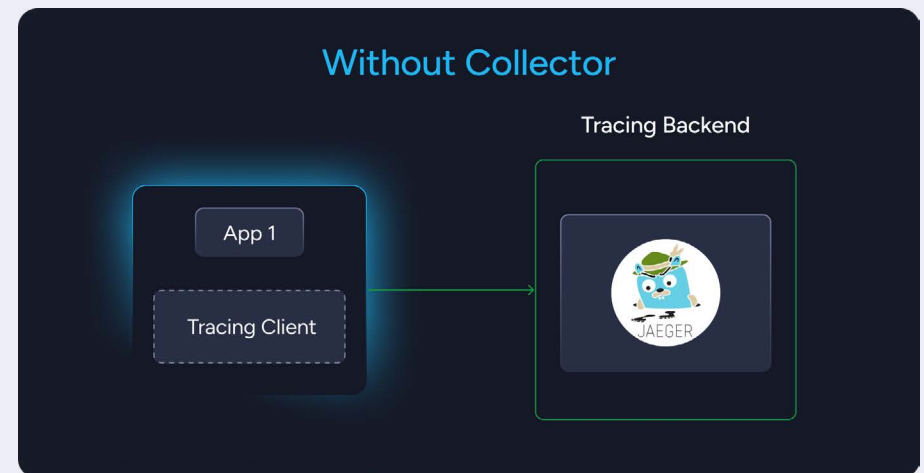 Without Collector
Tracing Backend
App 1
Tracing Client
JAEGER